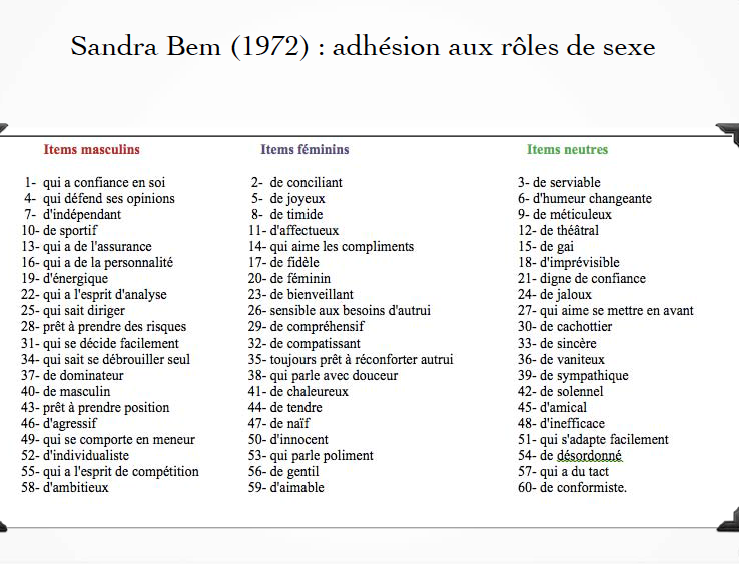 Sandra Bem (1972) : adhésion aux rôles de sexe
Items masculins
1- qui a confiance en soi
4- qui défend ses opinions
7- d'indépendant
10- de sportif
13- qui a de l'assurance
16- qui a de la personnalité
19- d'énergique
22- qui a l'esprit d'analyse
25- qui sait diriger
28- prêt à prendre des risques
31- qui se décide facilement
34- qui sait se débrouiller seul
37- de dominateur
40- de masculin
43- prêt à prendre position
46- d'agressif
49- qui se comporte en meneur
52- d'individualiste
55- qui a l'esprit de compétition
58- d'ambitieux
Items féminins
2- de conciliant
5- de joyeux
8- de timide
11- d'affectueux
14- qui aime les compliments
17- de fidèle
20- de féminin
23- de bienveillant
26- sensible aux besoins d'autrui
29- de compréhensif
32- de compatissant
35- toujours prêt à réconforter autrui
38- qui parle avec douceur
41- de chaleureux
44- de tendre
47- de naïf
50- d'innocent
53- qui parle poliment
56- de gentil
59- d'aimable
Items neutres
3- de serviable
6- d'humeur changeante
9- de méticuleux
12- de théâtral
15- de gai
18- d'imprévisible
21- digne de confiance
24- de jaloux
27- qui aime se mettre en avant
30- de cachottier
33- de sincère
36- de vaniteux
39- de sympathique
42- de solennel
45- d'amical
48- d'inefficace
51- qui s'adapte facilement
54- de désordonné
57- qui a du tact
60- de conformiste.